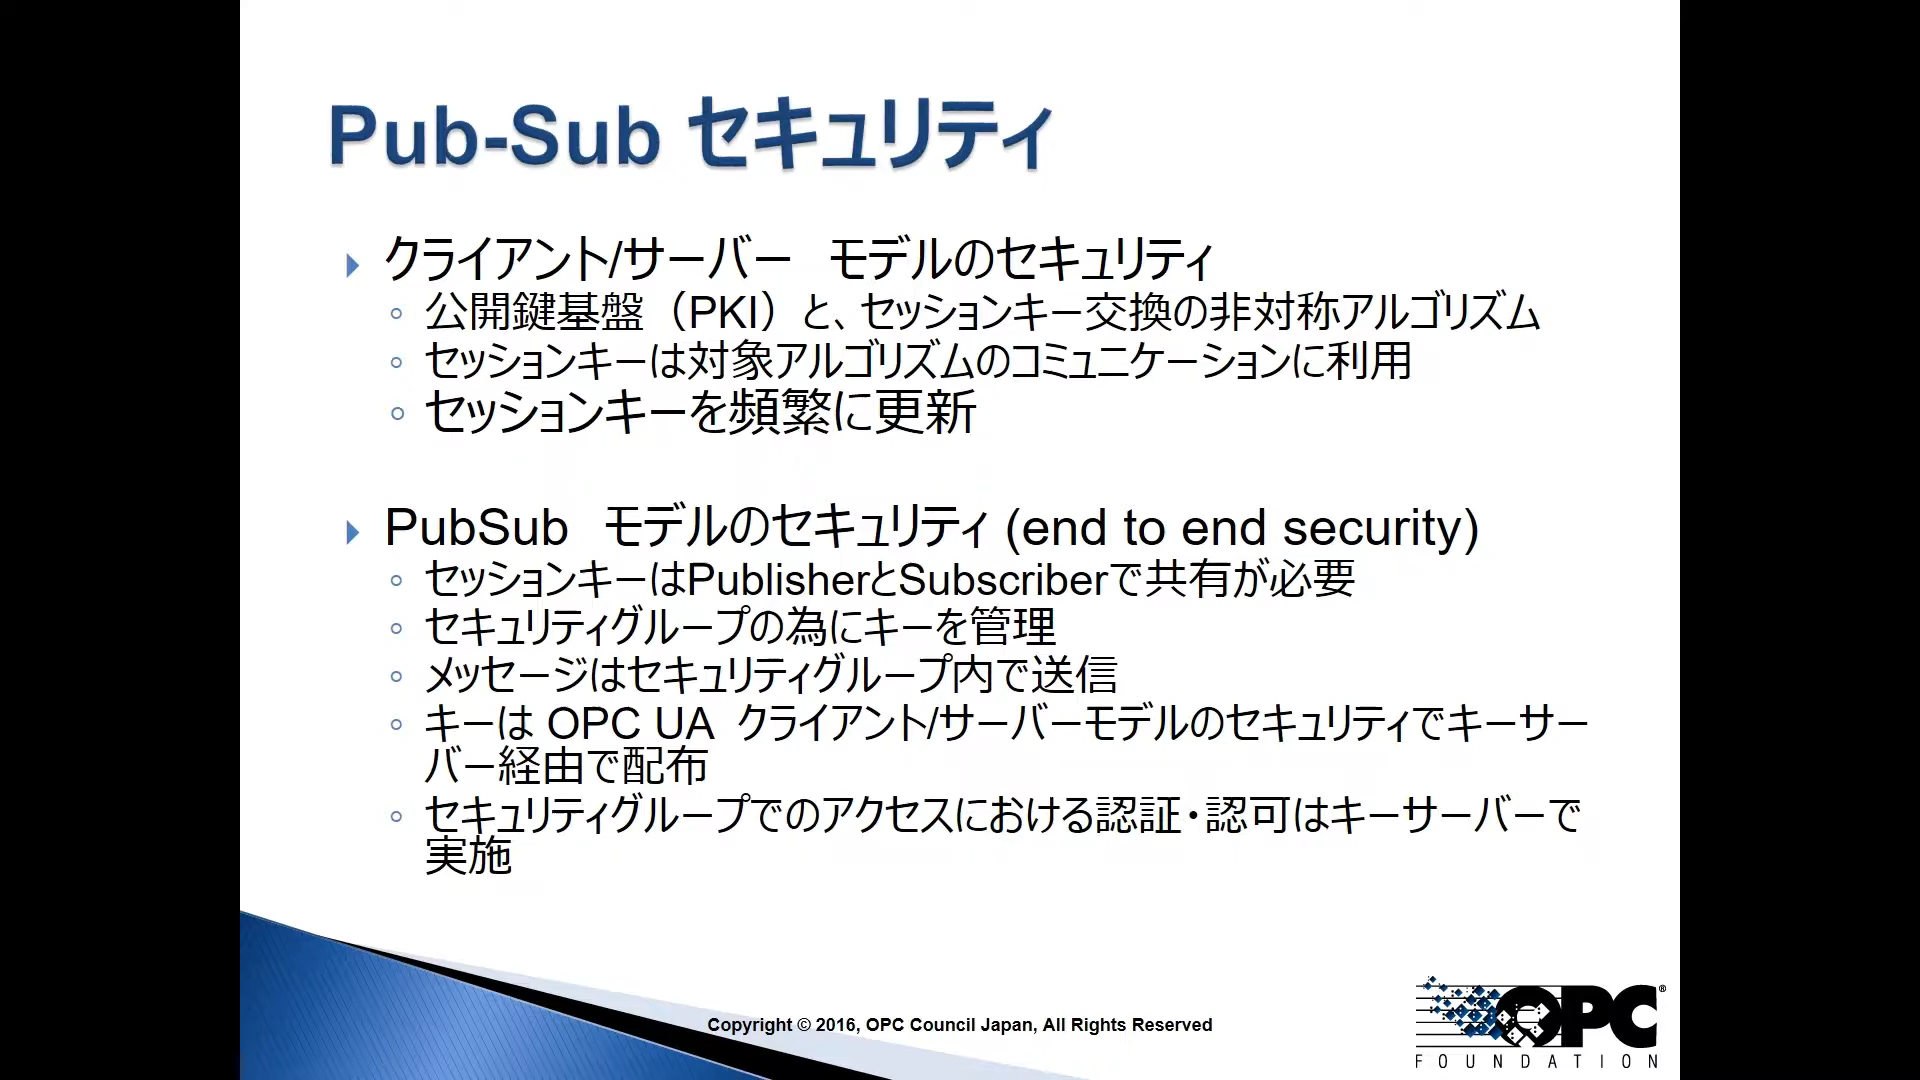 Pub-Sub セキュリティ
クライアント/サーバー　モデルのセキュリティ
公開鍵基盤（PKI）と、セッションキー交換の非対称アルゴリズム
セッションキーは対象アルゴリズムのコミュニケーションに利用
セッションキーを頻繁に更新
PubSub　モデルのセキュリティ (end to end security)
セッションキーはPublisherとSubscriberで共有が必要
セキュリティグループの為にキーを管理
メッセージはセキュリティグループ内で送信
キーは OPC UA クライアント/サーバーモデルのセキュリティでキーサー
バー経由で配布
セキュリティグループでのアクセスにおける認証・認可はキーサーバーで
実施
Copyright © 2016, OPC Council Japan, All Rights Reserved
OPC®
FOUNDATION